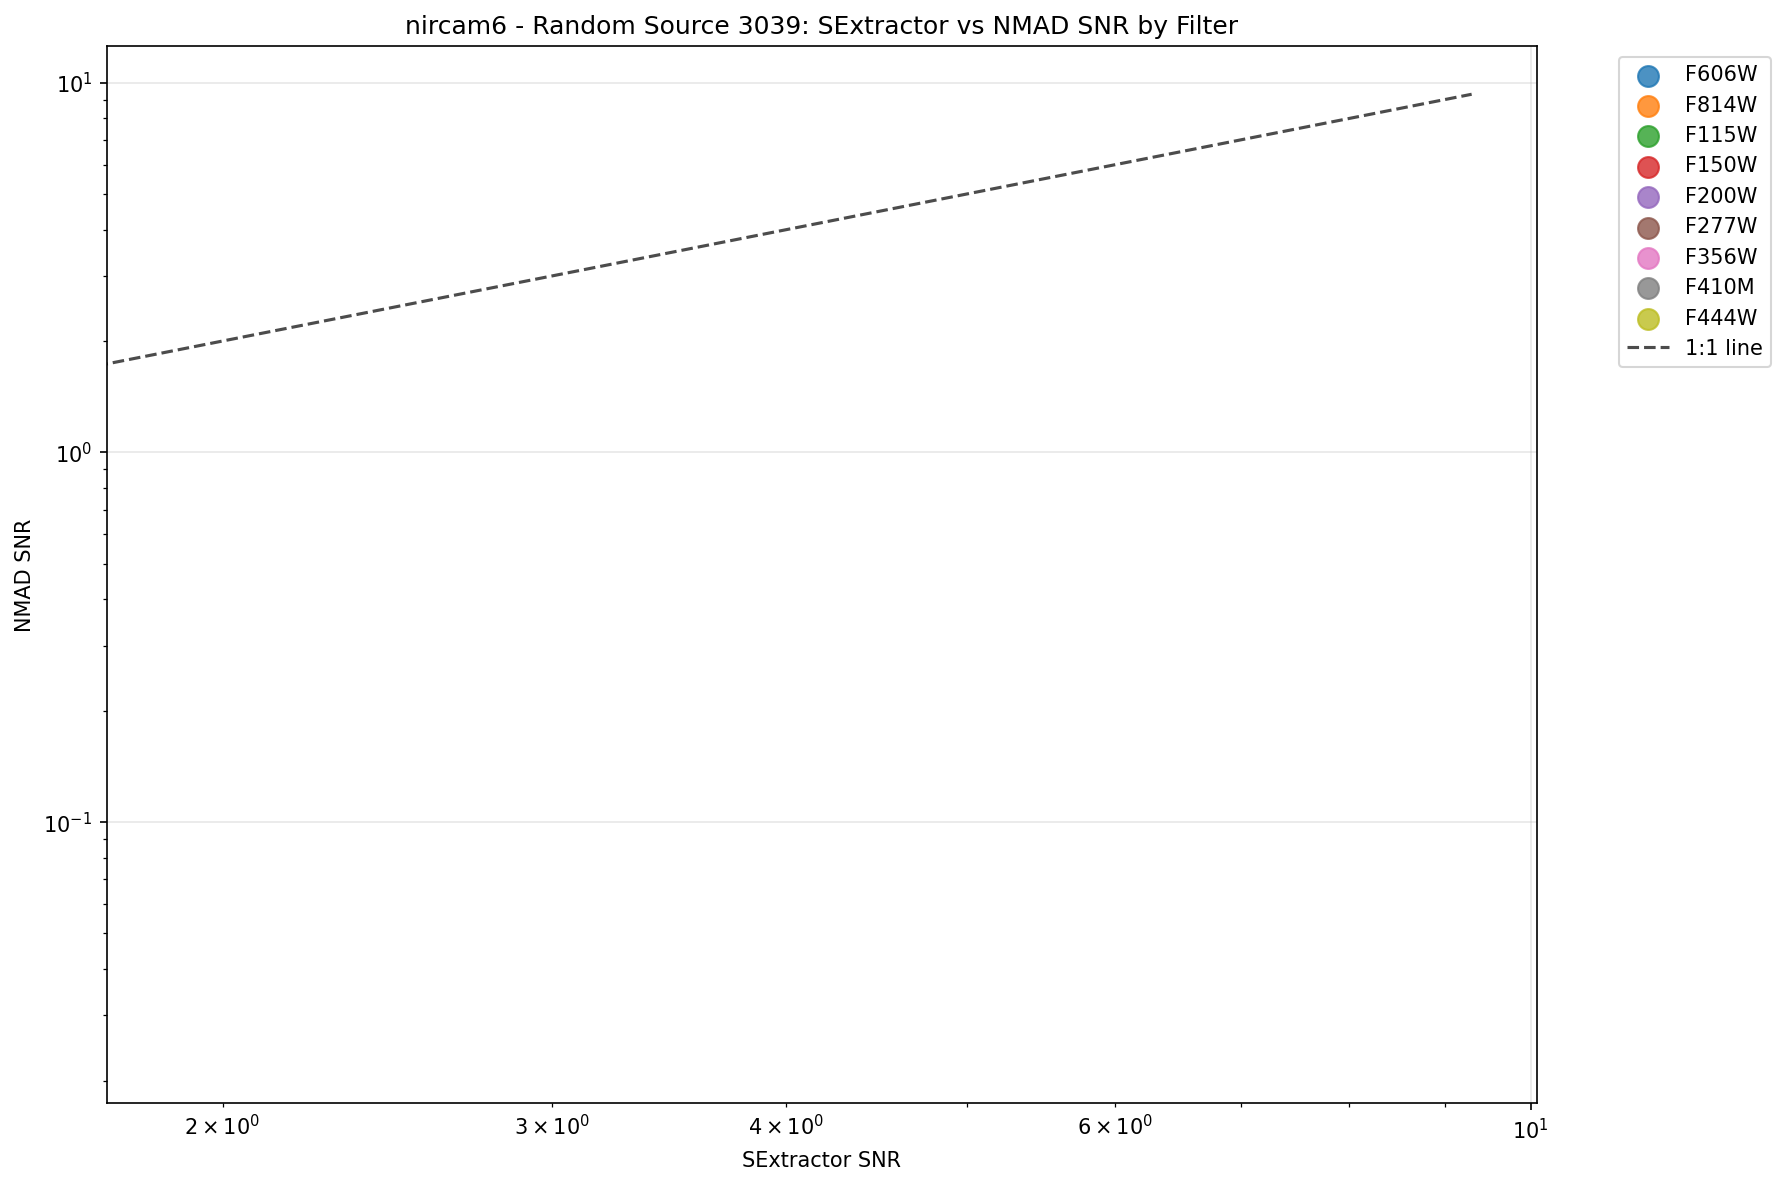 nircam6 - Random Source 3039: SExtractor vs NMAD SNR by Filter
10¹
10⁰
10⁻¹
NMAD SNR
2 × 10⁰
3 × 10⁰
4 × 10⁰
6 × 10⁰
10¹
SExtractor SNR
F606W
F814W
F115W
F150W
F200W
F277W
F356W
F410M
F444W
1:1 line